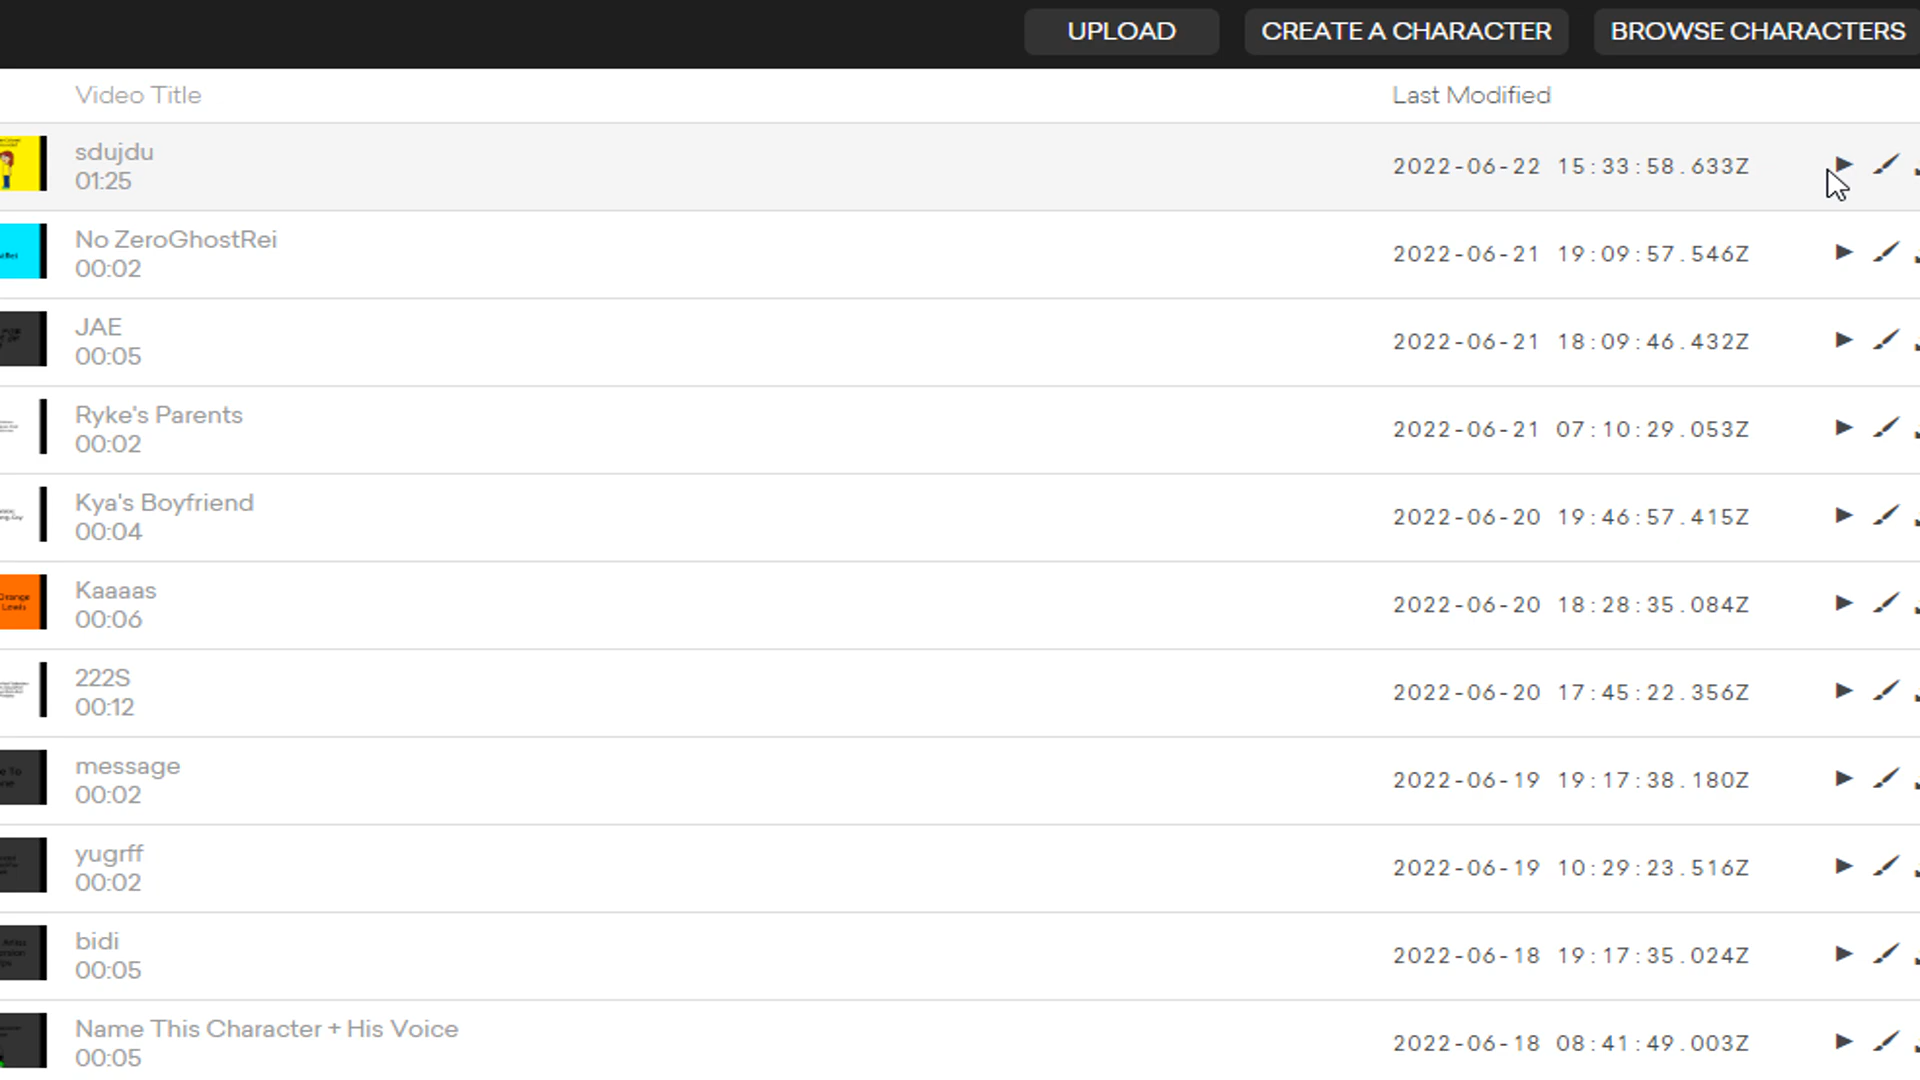 UPLOAD CREATE A CHARACTER BROWSE CHARACTERS
Video Title Last Modified
sdujdu
01:25
2022-06-22 15:33:58.633Z
No ZeroGhostRei
00:02
2022-06-21 19:09:57.546Z
JAE
00:05
2022-06-21 18:09:46.432Z
Ryke's Parents
00:02
2022-06-21 07:10:29.053Z
Kya's Boyfriend
00:04
2022-06-20 19:46:57.415Z
Orange
Lewis
Kaaaas
00:06
2022-06-20 18:28:35.084Z
222S
00:12
2022-06-20 17:45:22.356Z
message
00:02
2022-06-19 19:17:38.180Z
yugrff
00:02
2022-06-19 10:29:23.516Z
bidi
00:05
2022-06-18 19:17:35.024Z
Name This Character + His Voice
00:05
2022-06-18 08:41:49.003Z